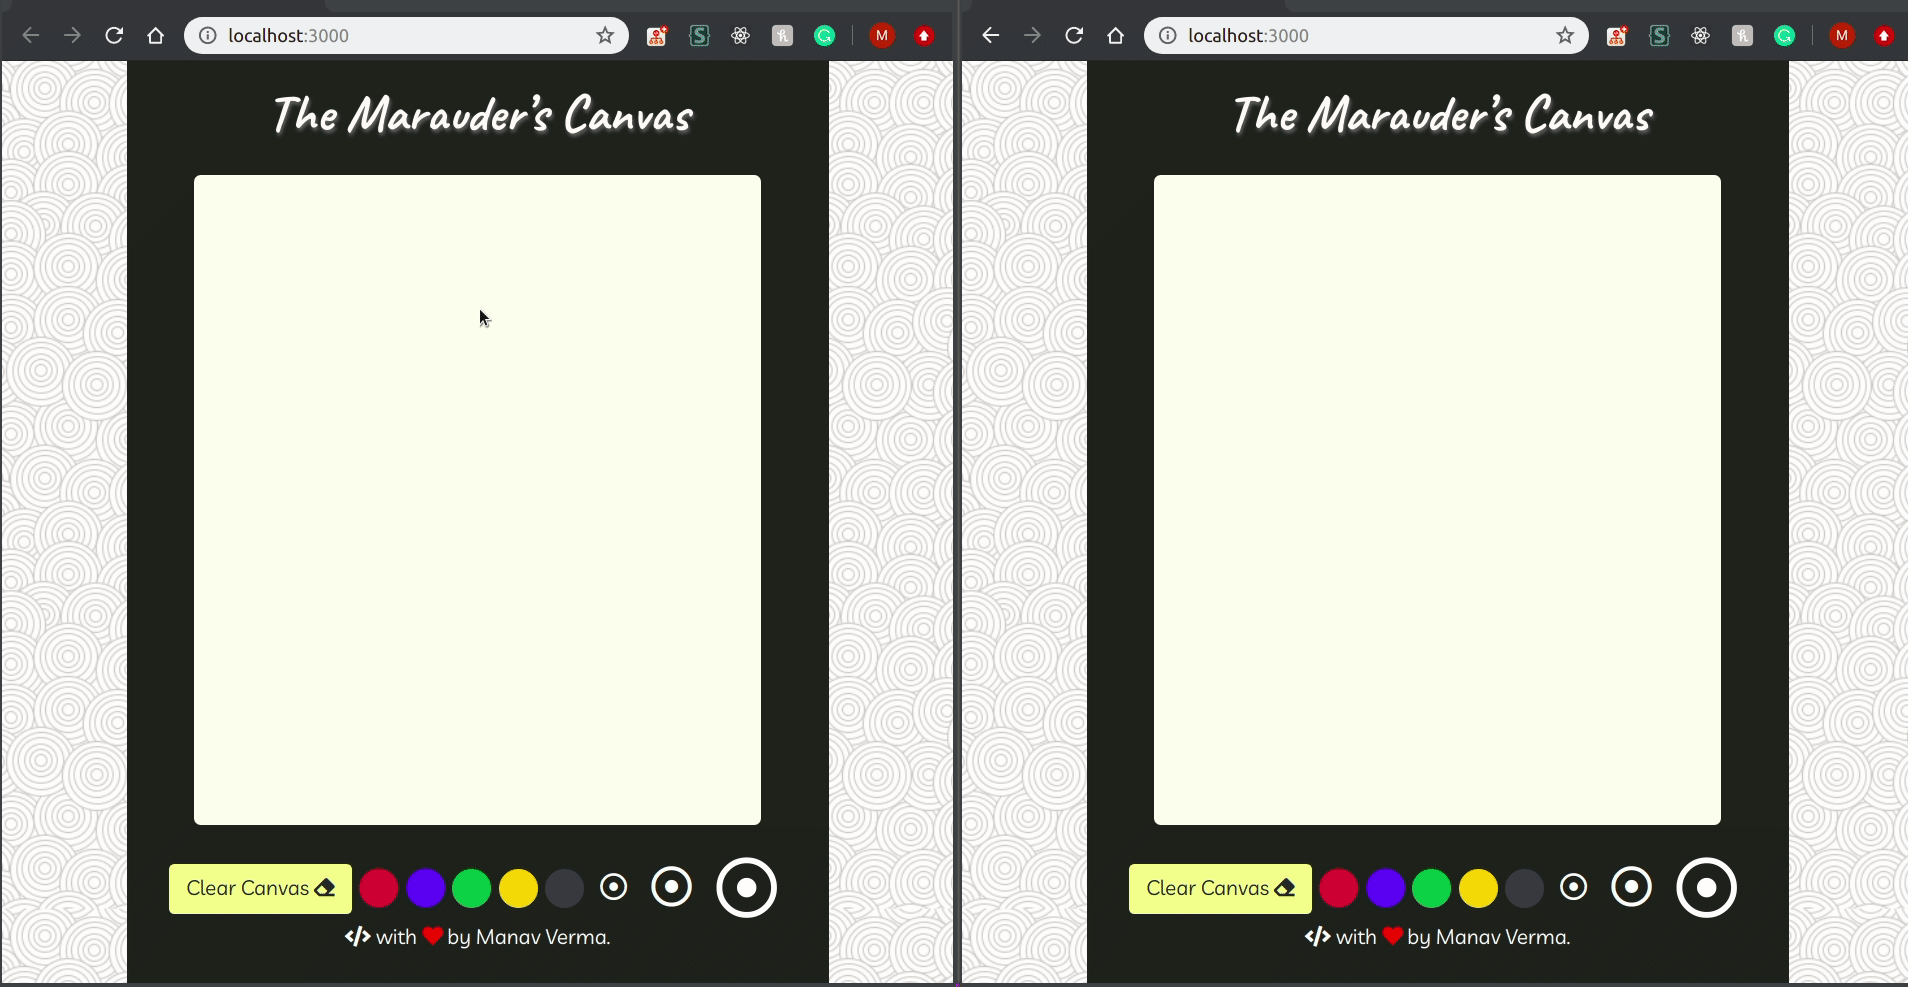 localhost:3000
M
The Marauder's Canvas
Clear Canvas
</> with ❤ by Manav Verma.
localhost:3000
M
The Marauder's Canvas
Clear Canvas
</> with ❤ by Manav Verma.